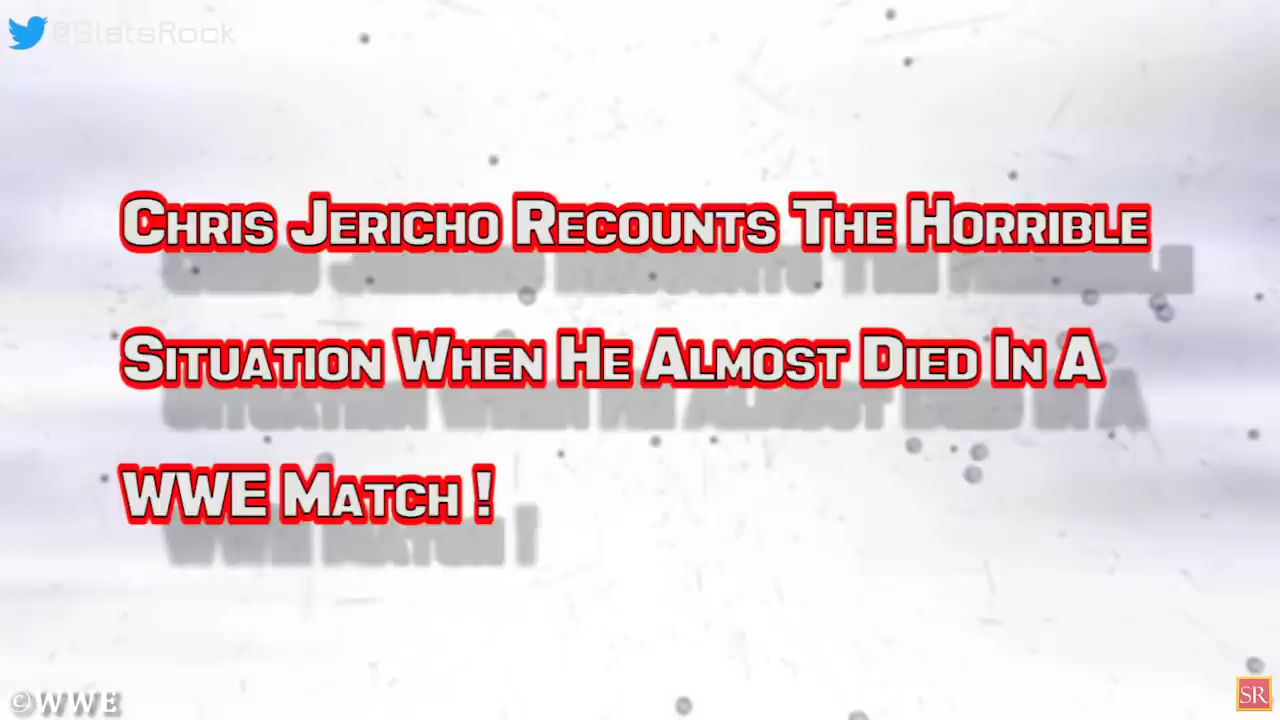 @SlatsRock
Chris Jericho Recounts The Horrible
Situation When He Almost Died In A
WWE Match !
©WWE
SR